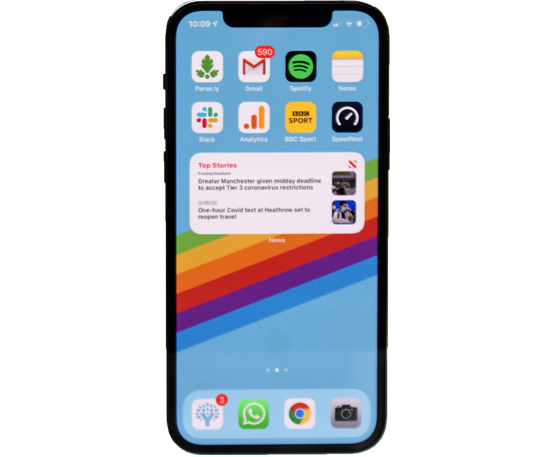 10:09
590
Parse.ly
Gmail
Spotify
Notes
BBC
SPORT
Slack
Analytics
BBC Sport
Speedtest
Top Stories
Evening Standard
Greater Manchester given midday deadline
to accept Tier 3 coronavirus restrictions
One-hour Covid test at Heathrow set to
reopen travel
News
3